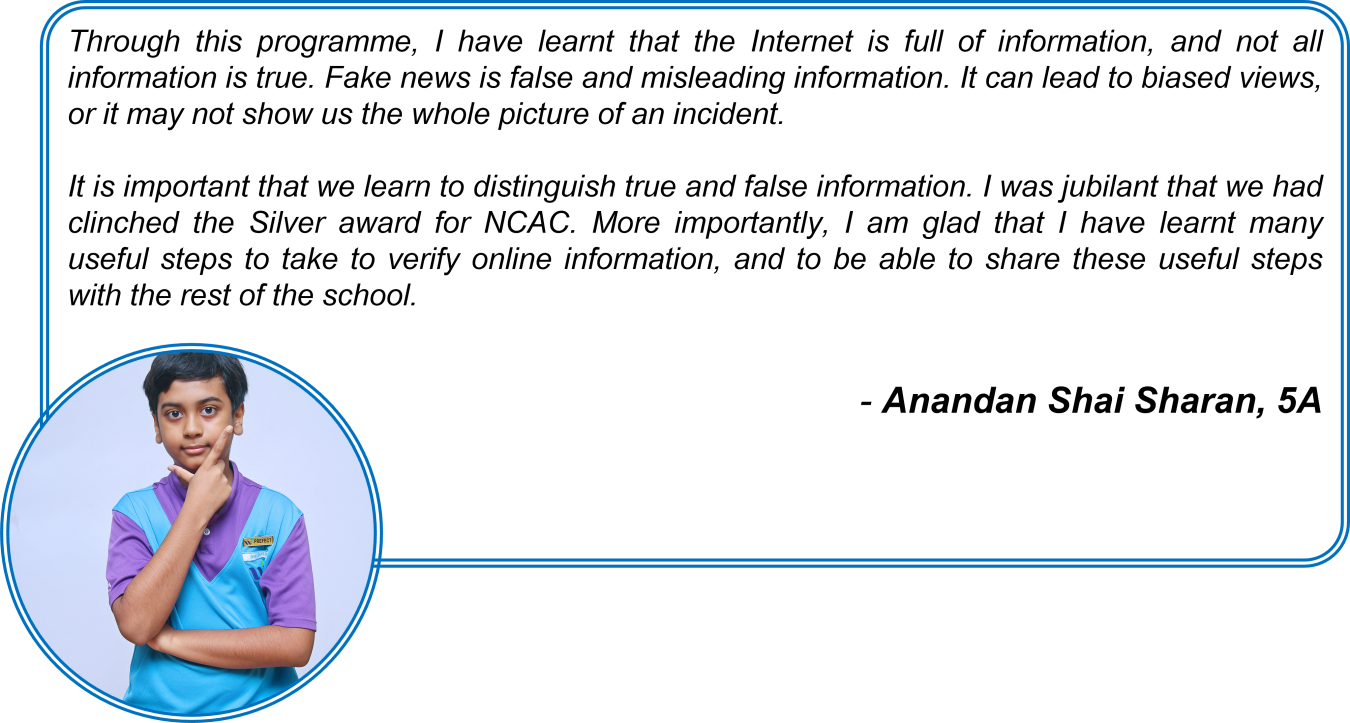 Through this programme, I have learnt that the Internet is full of information, and not all
information is true. Fake news is false and misleading information. It can lead to biased views,
or it may not show us the whole picture of an incident.
It is important that we learn to distinguish true and false information. I was jubilant that we had
clinched the Silver award for NCAC. More importantly, I am glad that I have learnt many
useful steps to take to verify online information, and to be able to share these useful steps
with the rest of the school.
- Anandan Shai Sharan, 5A
PREFECT